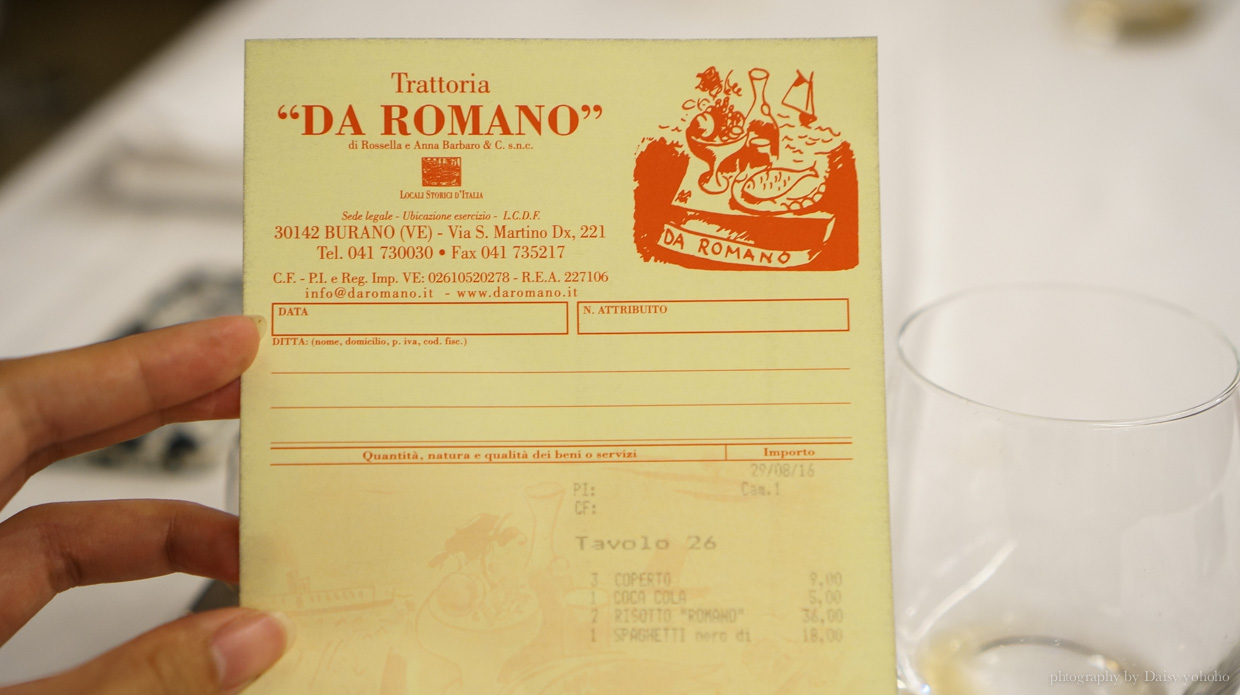 Trattoria
“DA ROMANO”
di Rossella e Anna Barbaro & C. s.n.c.
LOCALI STORICI D'ITALIA
Sede legale - Ubicazione esercizio - L.C.D.F.
30142 BURANO (VE) - Via S. Martino Dx, 221
Tel. 041 730030 • Fax 041 735217
C.F. - P.I. e Reg. Imp. VE: 02610520278 - R.E.A. 227106
info@daromano.it - www.daromano.it
DA ROMANO
DATA
N. ATTRIBUITO
DITTA: (nome, domicilio, p. iva, cod. fisc.)
Quantità, natura e qualità dei beni o servizi
Importo
29/08/16
PI: Cam.1
CF:
Tavolo 26
3 COPERTO 9,00
1 COCA COLA 5,00
2 RISOTTO "ROMANO" 36,00
1 SPAGHETTI nero di 18,00
phtography by Daisy yohoho